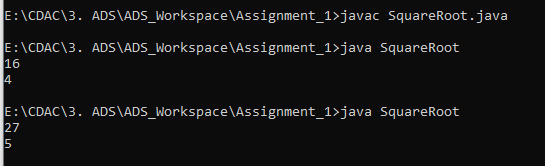 E:\CDAC\3. ADS\ADS_Workspace\Assignment_1>javac SquareRoot.java
E:\CDAC\3. ADS\ADS_Workspace\Assignment_1>java SquareRoot
16
4
E:\CDAC\3. ADS\ADS_Workspace\Assignment_1>java SquareRoot
27
5